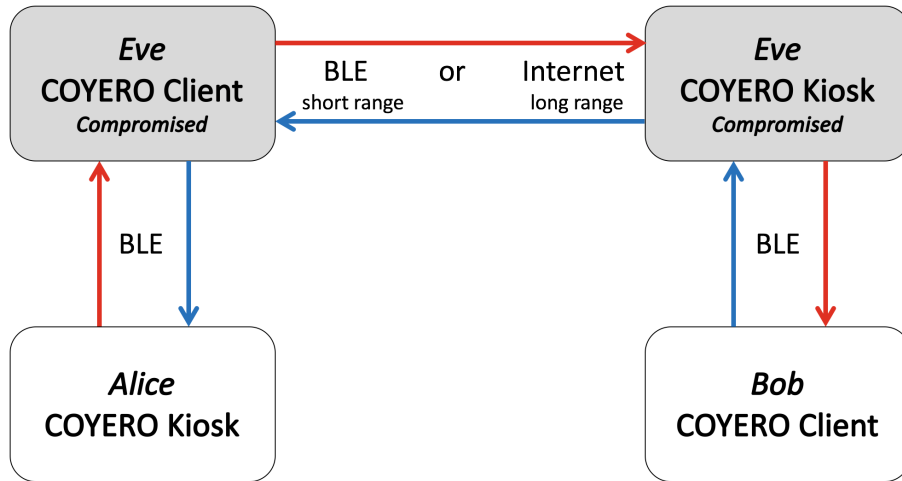 Eve
COYERO Client
Compromised
BLE or Internet
short range long range
Eve
COYERO Kiosk
Compromised
BLE
BLE
Alice
COYERO Kiosk
Bob
COYERO Client